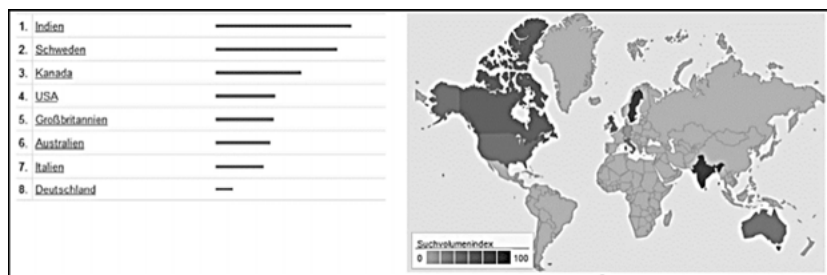 1. Indien
2. Schweden
3. Kanada
4. USA
5. Großbritannien
6. Australien
7. Italien
8. Deutschland
Suchvolumenindex
0 100